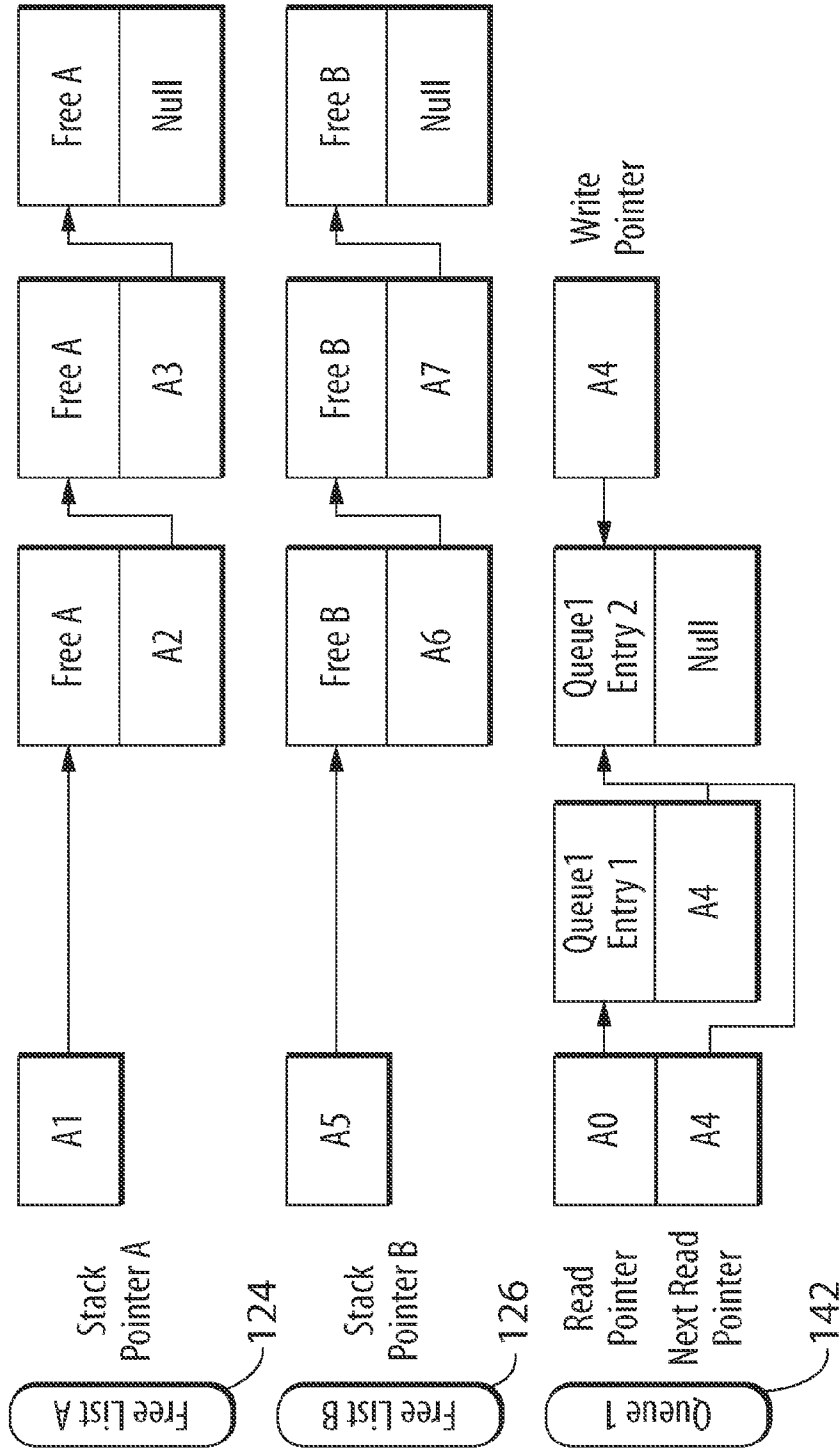 Free List A
124
Stack
Pointer A
A1
Free A
A2
Free A
A3
Free A
Null
Free List B
126
Stack
Pointer B
A5
Free B
A6
Free B
A7
Free B
Null
Queue 1
142
Read
Pointer
Next Read
Pointer
A0
A4
Queue1
Entry 1
A4
Queue1
Entry 2
Null
A4
Write
Pointer